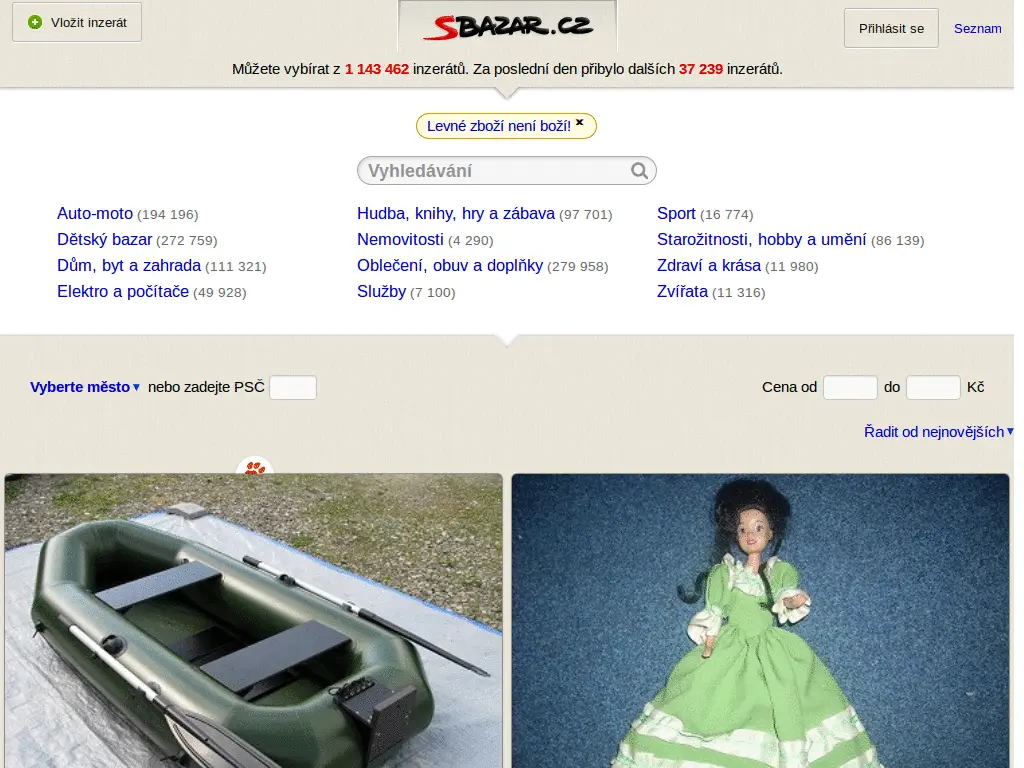 Vložit inzerát
SBAZAR.CZ
Přihlásit se
Seznam
Můžete vybírat z 1 143 462 inzerátů. Za poslední den přibylo dalších 37 239 inzerátů.
Levné zboží není boží! ×
Vyhledávání
Auto-moto (194 196)
Dětský bazar (272 759)
Dům, byt a zahrada (111 321)
Elektro a počítače (49 928)
Hudba, knihy, hry a zábava (97 701)
Nemovitosti (4 290)
Oblečení, obuv a doplňky (279 958)
Služby (7 100)
Sport (16 774)
Starožitnosti, hobby a umění (86 139)
Zdraví a krása (11 980)
Zvířata (11 316)
Vyberte město ▾ nebo zadejte PSČ
Cena od do Kč
Řadit od nejnovějších ▾